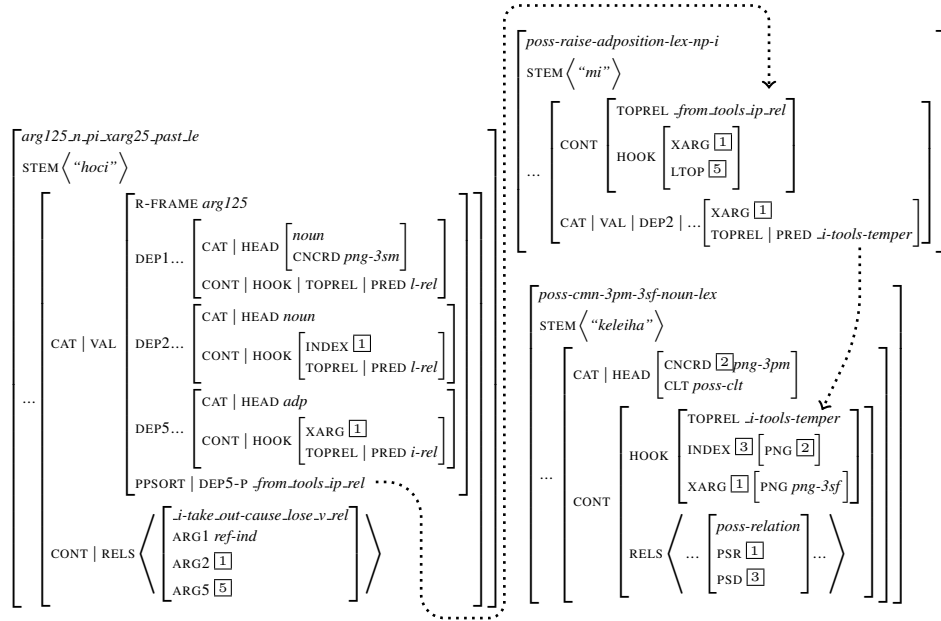 arg125_n_pi_xarg25_past_le
STEM ⟨“hoci”⟩
...
CAT | VAL
R-FRAME arg125
DEP1...
CAT | HEAD
noun
CNCRD png-3sm
CONT | HOOK | TOPREL | PRED l-rel
DEP2...
CAT | HEAD noun
CONT | HOOK
INDEX 1
TOPREL | PRED l-rel
DEP5...
CAT | HEAD adp
CONT | HOOK
XARG 1
TOPREL | PRED i-rel
PPSORT | DEP5-P _from_tools_ip_rel
CONT | RELS
_i-take_out-cause_lose_v_rel
ARG1 ref-ind
ARG2 1
ARG5 5
poss-raise-adposition-lex-np-i
STEM ⟨“mi”⟩
...
CONT
TOPREL _from_tools_ip_rel
HOOK
XARG 1
LTOP 5
CAT | VAL | DEP2 | ...
XARG 1
TOPREL | PRED _i-tools-temper
poss-cmn-3pm-3sf-noun-lex
STEM ⟨“keleiha”⟩
...
CAT | HEAD
CNCRD 2 png-3pm
CLT poss-clt
CONT
HOOK
TOPREL _i-tools-temper
INDEX 3 [PNG 2]
XARG 1 [PNG png-3sf]
RELS ⟨ ...
poss-relation
PSR 1
PSD 3
... ⟩